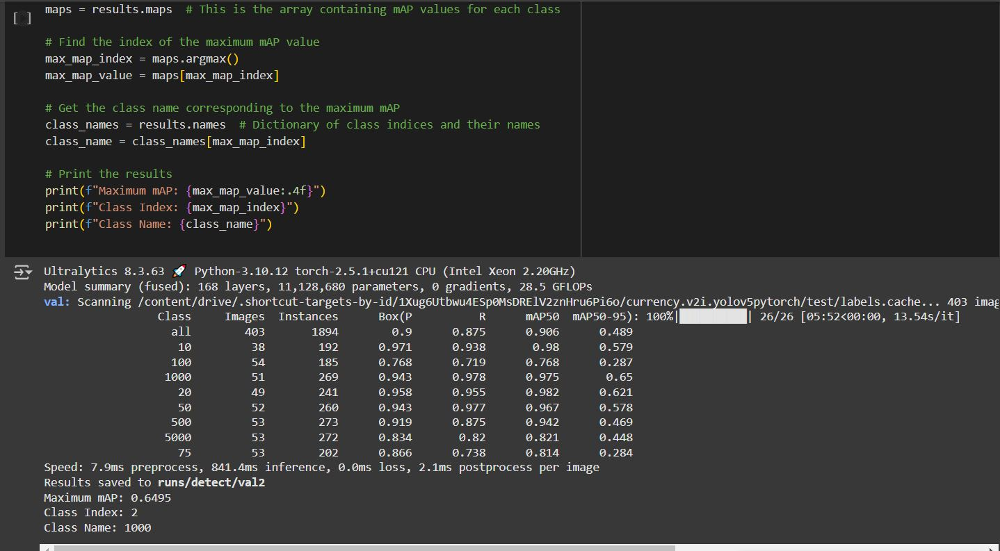 maps = results.maps  # This is the array containing mAP values for each class
[ ]
# Find the index of the maximum mAP value
max_map_index = maps.argmax()
max_map_value = maps[max_map_index]
# Get the class name corresponding to the maximum mAP
class_names = results.names  # Dictionary of class indices and their names
class_name = class_names[max_map_index]
# Print the results
print(f"Maximum mAP: {max_map_value:.4f}")
print(f"Class Index: {max_map_index}")
print(f"Class Name: {class_name}")
Ultralytics 8.3.63 🚀 Python-3.10.12 torch-2.5.1+cu121 CPU (Intel Xeon 2.20GHz)
Model summary (fused): 168 layers, 11,128,680 parameters, 0 gradients, 28.5 GFLOPs
val: Scanning /content/drive/.shortcut-targets-by-id/1Xug6Utbwu4ESp0MsDRElV2znHru6Pi6o/currency.v2i.yolov5pytorch/test/labels.cache... 403 imag
Class Images Instances Box(P R mAP50 mAP50-95): 100%|██████████| 26/26 [05:52<00:00, 13.54s/it]
all 403 1894 0.9 0.875 0.906 0.489
10 38 192 0.971 0.938 0.98 0.579
100 54 185 0.768 0.719 0.768 0.287
1000 51 269 0.943 0.978 0.975 0.65
20 49 241 0.958 0.955 0.982 0.621
50 52 260 0.943 0.977 0.967 0.578
500 53 273 0.919 0.875 0.942 0.469
5000 53 272 0.834 0.82 0.821 0.448
75 53 202 0.866 0.738 0.814 0.284
Speed: 7.9ms preprocess, 841.4ms inference, 0.0ms loss, 2.1ms postprocess per image
Results saved to runs/detect/val2
Maximum mAP: 0.6495
Class Index: 2
Class Name: 1000